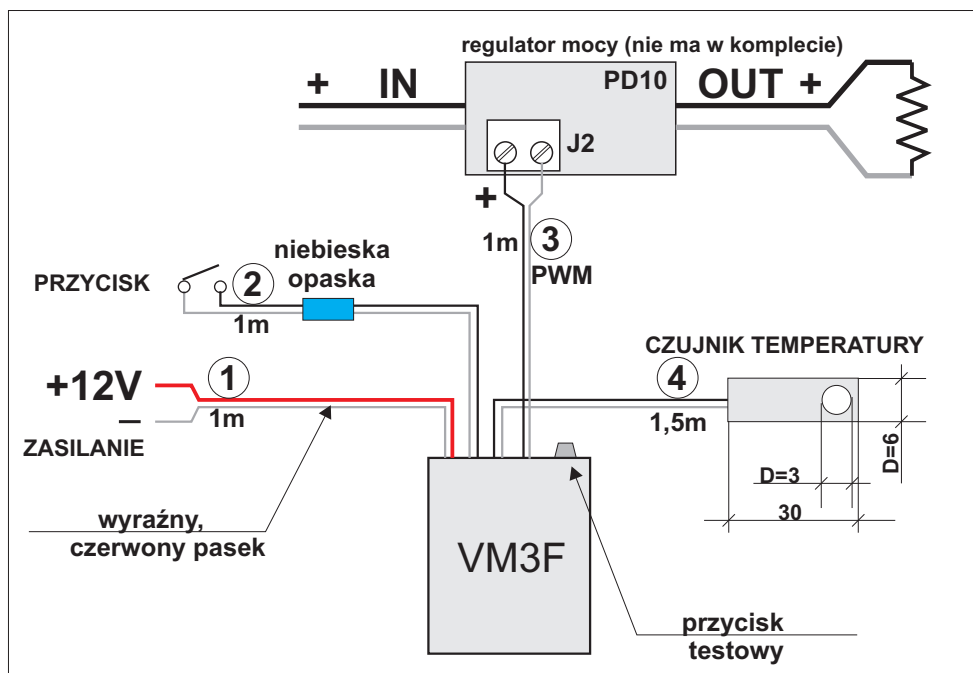 regulator mocy (nie ma w komplecie)
+ IN
PD10
OUT +
J2
+
1m
3
PWM
niebieska
opaska
PRZYCISK
2
1m
+12V
1
1m
–
ZASILANIE
wyraźny,
czerwony pasek
CZUJNIK TEMPERATURY
4
1,5m
D=3
D=6
30
VM3F
przycisk
testowy